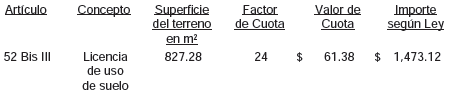 Artículo Concepto Superficie Factor Valor de Importe
del terreno de Cuota Cuota según Ley
en m²
52 Bis III Licencia 827.28 24 $ 61.38 $ 1,473.12
de uso
de suelo